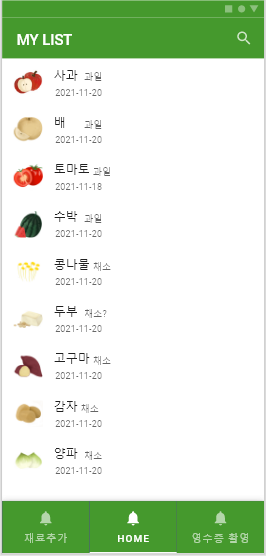 MY LIST
사과 과일
2021-11-20
배 과일
2021-11-20
토마토 과일
2021-11-18
수박 과일
2021-11-20
콩나물 채소
2021-11-20
두부 채소?
2021-11-20
고구마 채소
2021-11-20
감자 채소
2021-11-20
양파 채소
2021-11-20
재료추가 HOME 영수증 촬영